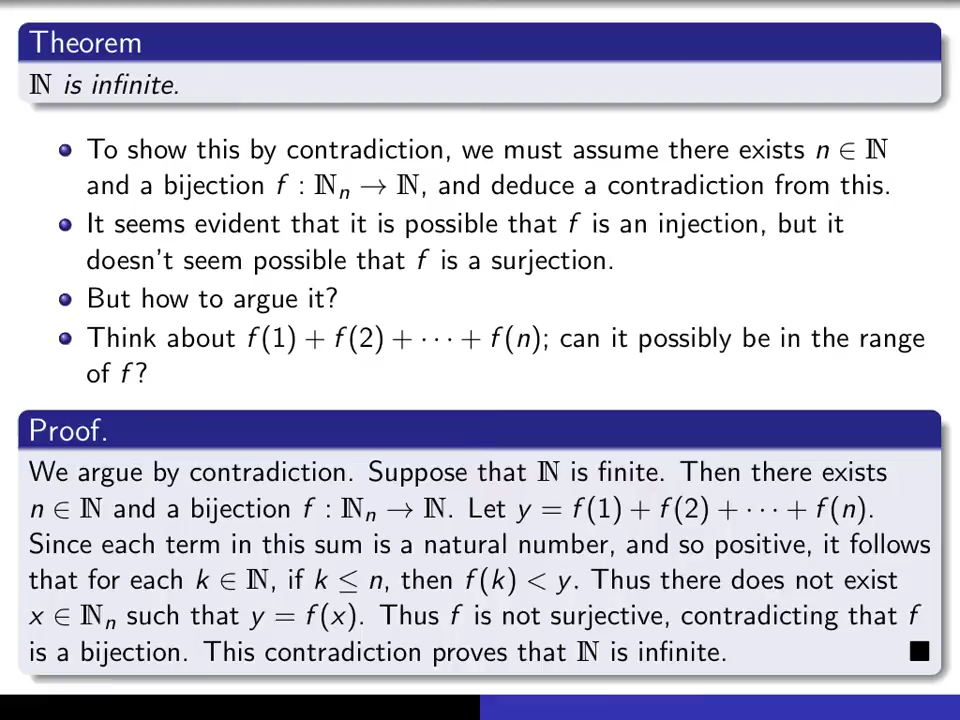 Theorem
ℕ is infinite.
To show this by contradiction, we must assume there exists n ∈ ℕ
and a bijection f : ℕₙ → ℕ, and deduce a contradiction from this.
It seems evident that it is possible that f is an injection, but it
doesn't seem possible that f is a surjection.
But how to argue it?
Think about f(1) + f(2) + ··· + f(n); can it possibly be in the range
of f?
Proof.
We argue by contradiction. Suppose that ℕ is finite. Then there exists
n ∈ ℕ and a bijection f : ℕₙ → ℕ. Let y = f(1) + f(2) + ··· + f(n).
Since each term in this sum is a natural number, and so positive, it follows
that for each k ∈ ℕ, if k ≤ n, then f(k) < y. Thus there does not exist
x ∈ ℕₙ such that y = f(x). Thus f is not surjective, contradicting that f
is a bijection. This contradiction proves that ℕ is infinite. ■